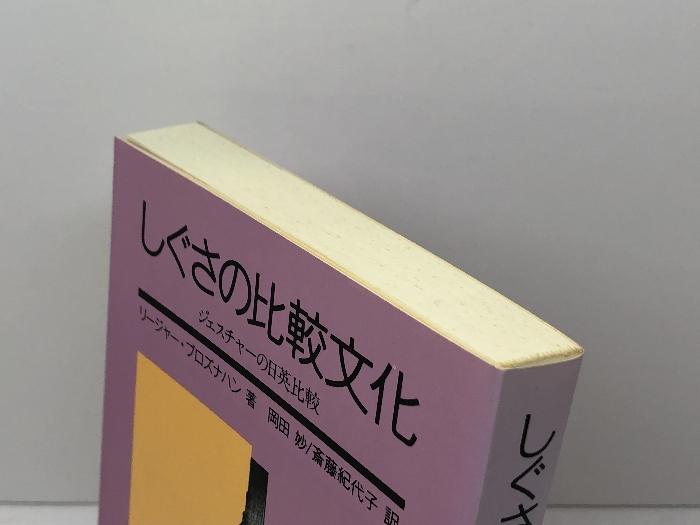 しぐさの比較文化
ジェスチャーの日英比較
リージャー・ブロズナハン 著 岡田 妙/斎藤紀代子 訳
しぐさ